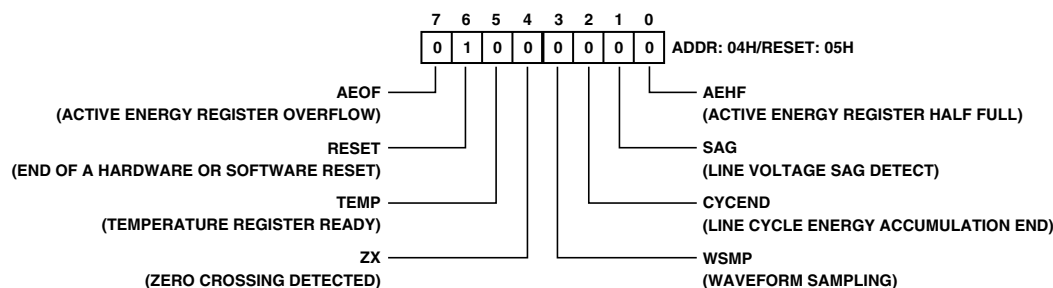 7 6 5 4 3 2 1 0
0 1 0 0 0 0 0 0 ADDR: 04H/RESET: 05H
AEOF
(ACTIVE ENERGY REGISTER OVERFLOW)
RESET
(END OF A HARDWARE OR SOFTWARE RESET)
TEMP
(TEMPERATURE REGISTER READY)
ZX
(ZERO CROSSING DETECTED)
AEHF
(ACTIVE ENERGY REGISTER HALF FULL)
SAG
(LINE VOLTAGE SAG DETECT)
CYCEND
(LINE CYCLE ENERGY ACCUMULATION END)
WSMP
(WAVEFORM SAMPLING)